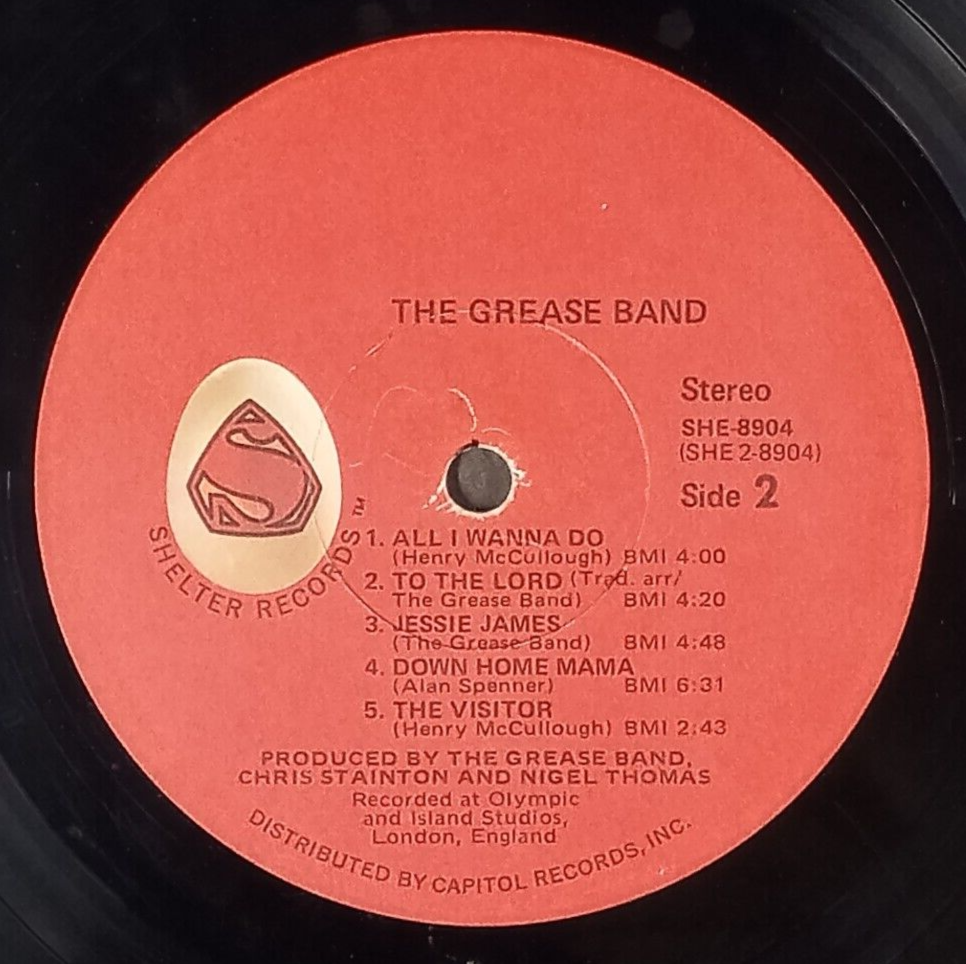 THE GREASE BAND
Stereo
SHE-8904
(SHE 2-8904)
Side 2
S
SHELTER RECORDS™
1. ALL I WANNA DO
(Henry McCullough) BMI 4:00
2. TO THE LORD (Trad. arr/
The Grease Band) BMI 4:20
3. JESSIE JAMES
(The Grease Band) BMI 4:48
4. DOWN HOME MAMA
(Alan Spenner) BMI 6:31
5. THE VISITOR
(Henry McCullough) BMI 2:43
PRODUCED BY THE GREASE BAND,
CHRIS STAINTON AND NIGEL THOMAS
Recorded at Olympic
and Island Studios,
London, England
DISTRIBUTED BY CAPITOL RECORDS, INC.